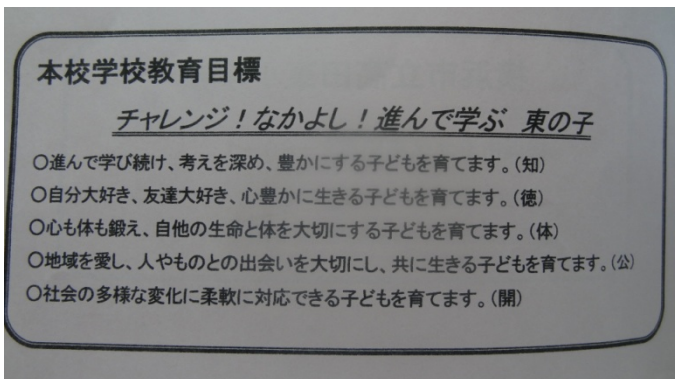 本校学校教育目標
チャレンジ！なかよし！進んで学ぶ 東の子
○進んで学び続け、考えを深め、豊かにする子どもを育てます。（知）
○自分大好き、友達大好き、心豊かに生きる子どもを育てます。（徳）
○心も体も鍛え、自他の生命と体を大切にする子どもを育てます。（体）
○地域を愛し、人やものとの出会いを大切にし、共に生きる子どもを育てます。（公）
○社会の多様な変化に柔軟に対応できる子どもを育てます。（開）